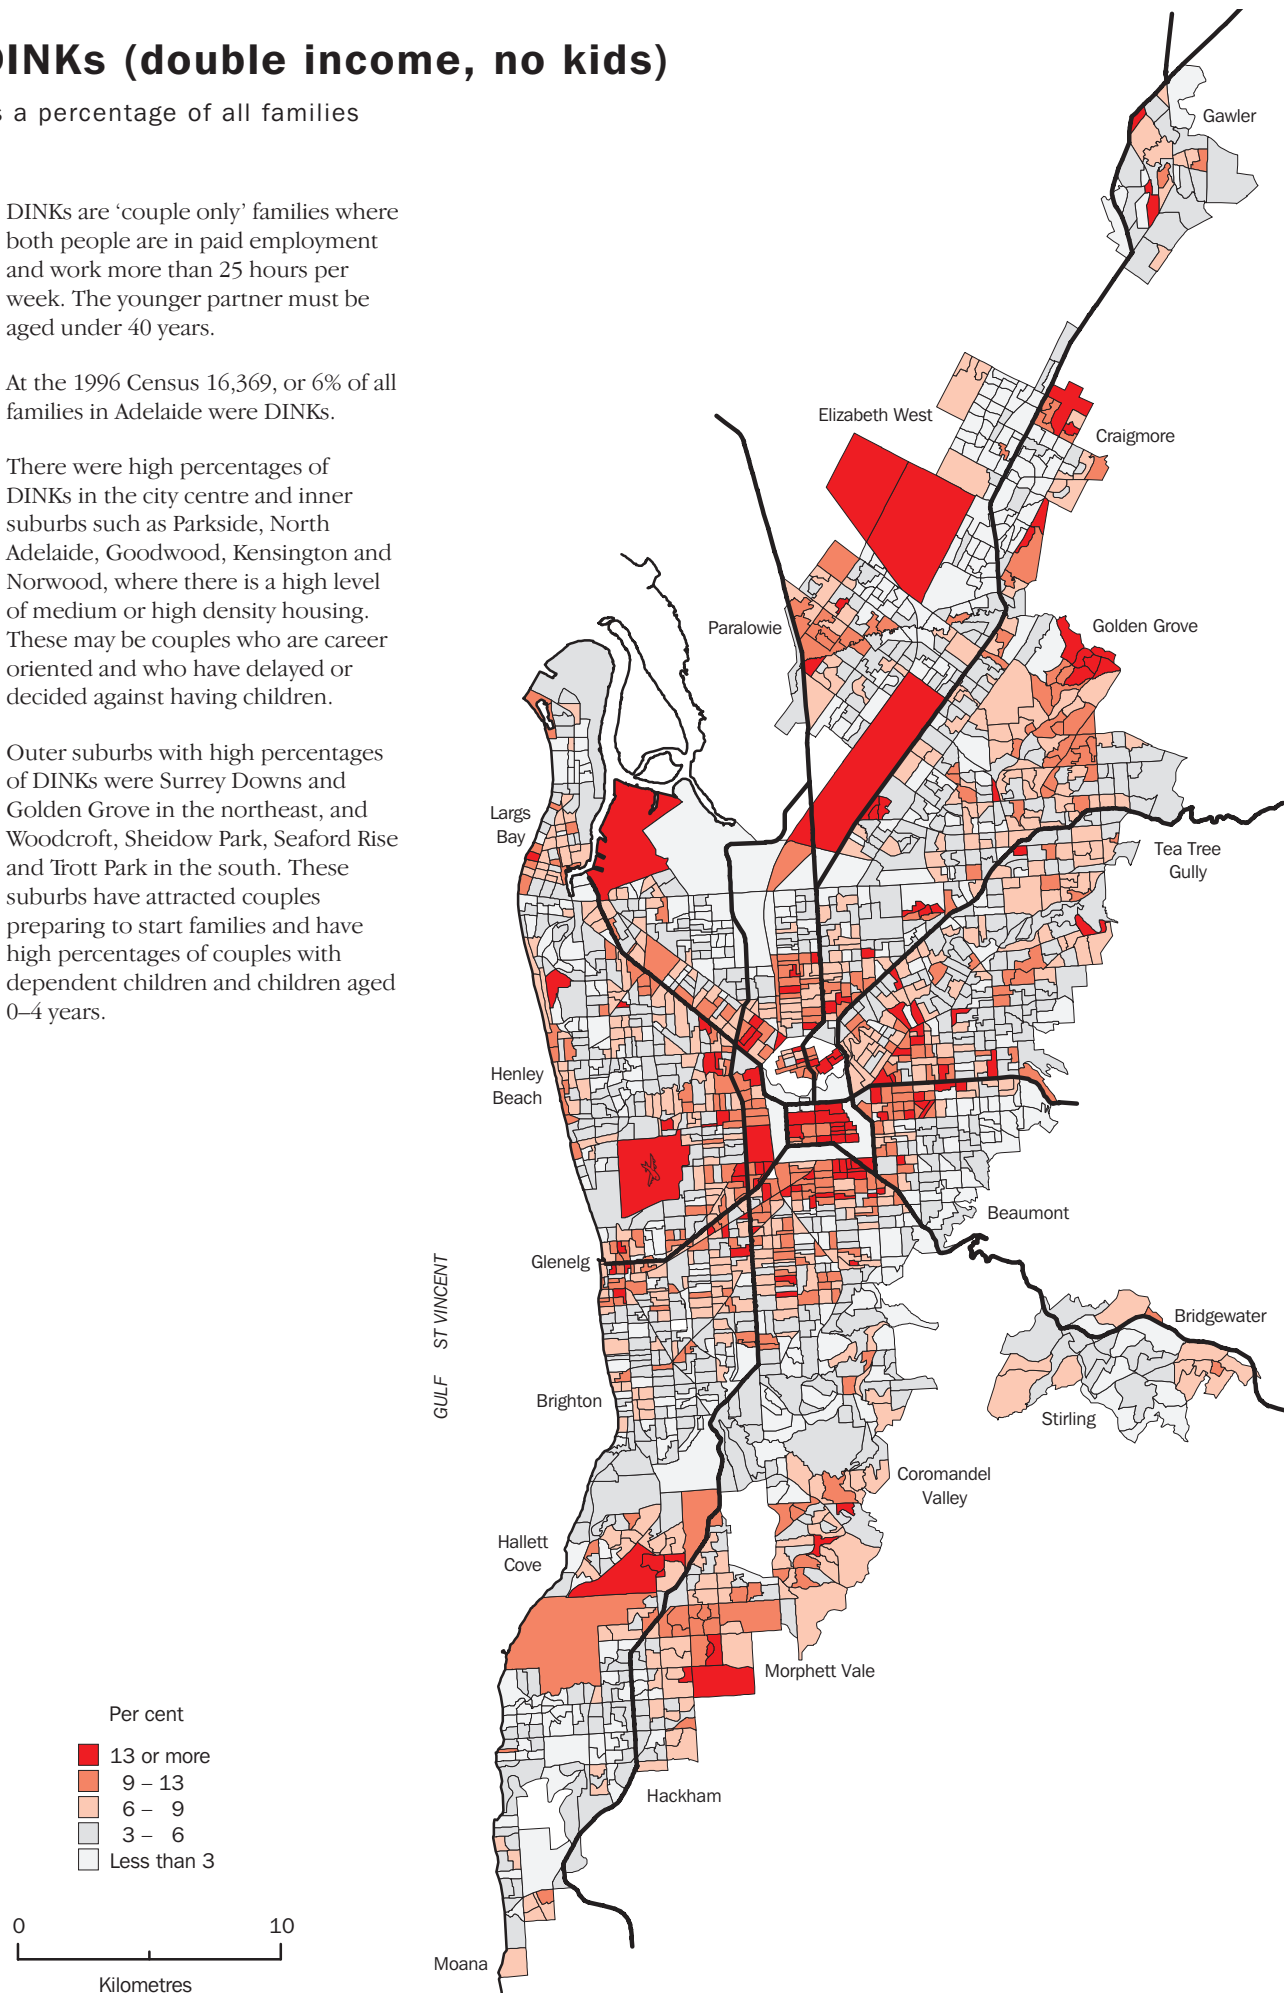 DINKs (double income, no kids)
s a percentage of all families
DINKs are ‘couple only’ families where
both people are in paid employment
and work more than 25 hours per
week. The younger partner must be
aged under 40 years.
At the 1996 Census 16,369, or 6% of all
families in Adelaide were DINKs.
There were high percentages of
DINKs in the city centre and inner
suburbs such as Parkside, North
Adelaide, Goodwood, Kensington and
Norwood, where there is a high level
of medium or high density housing.
These may be couples who are career
oriented and who have delayed or
decided against having children.
Outer suburbs with high percentages
of DINKs were Surrey Downs and
Golden Grove in the northeast, and
Woodcroft, Sheidow Park, Seaford Rise
and Trott Park in the south. These
suburbs have attracted couples
preparing to start families and have
high percentages of couples with
dependent children and children aged
0–4 years.
Gawler
Elizabeth West
Craigmore
Paralowie
Golden Grove
Largs
Bay
Tea Tree
Gully
Henley
Beach
Beaumont
Glenelg
GULF ST VINCENT
Bridgewater
Brighton
Stirling
Coromandel
Valley
Hallett
Cove
Morphett Vale
Hackham
Moana
Per cent
13 or more
9 – 13
6 – 9
3 – 6
Less than 3
0 10
Kilometres